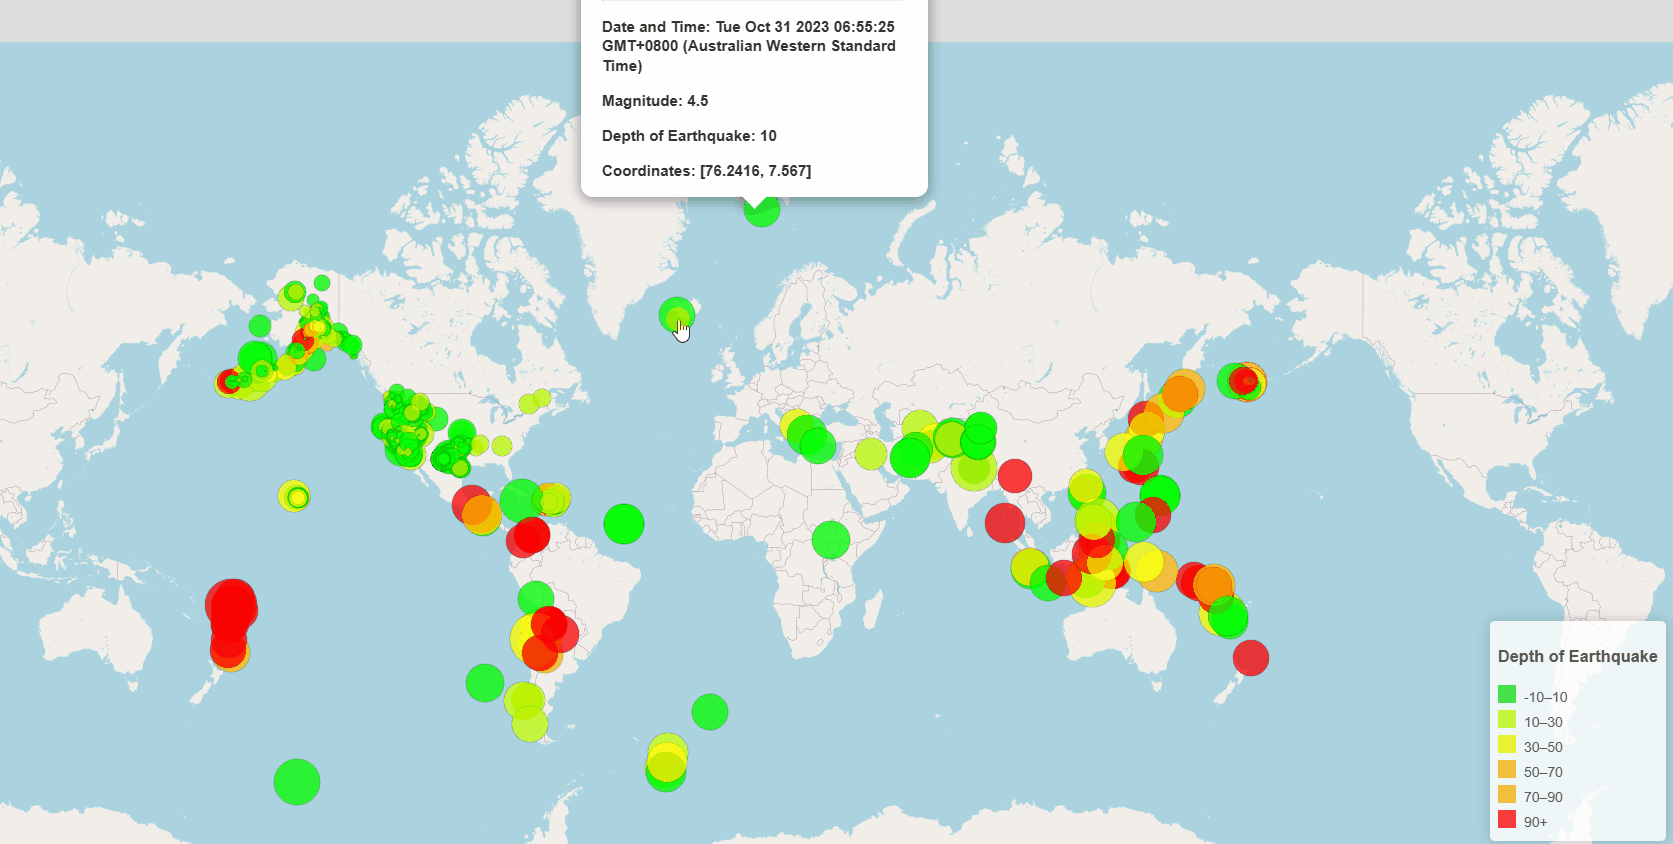 Date and Time: Tue Oct 31 2023 06:55:25
GMT+0800 (Australian Western Standard
Time)
Magnitude: 4.5
Depth of Earthquake: 10
Coordinates: [76.2416, 7.567]
Depth of Earthquake
-10–10
10–30
30–50
50–70
70–90
90+